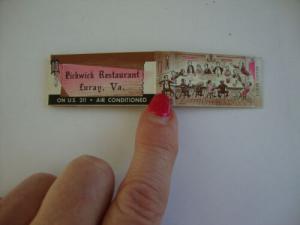 Pickwick Restaurant
Luray, Va.
ON U.S. 211 • AIR CONDITIONED